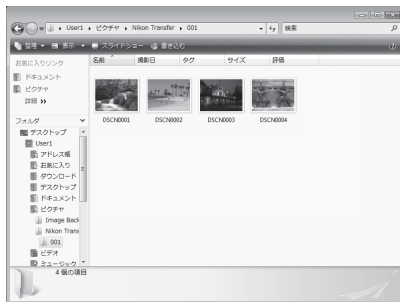 User1 ▸ ピクチャ ▸ Nikon Transfer ▸ 001
検索
整理 表示 スライドショー 書き込む
お気に入りリンク
ドキュメント
ピクチャ
詳細 »
フォルダ
デスクトップ
User1
アドレス帳
お気に入り
ダウンロード
デスクトップ
ドキュメント
ピクチャ
Image Back
Nikon Trans
001
ビデオ
ミュージック
名前 撮影日 タグ サイズ 評価
DSCN0001 DSCN0002 DSCN0003 DSCN0004
4 個の項目